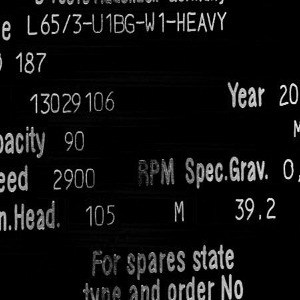 L65/3-U1BG-W1-HEAVY
187
13029106 Year 20
pacity 90 M
eed 2900 RPM Spec.Grav. 0,
n.Head. 105 M 39.2
For spares state
type and order No